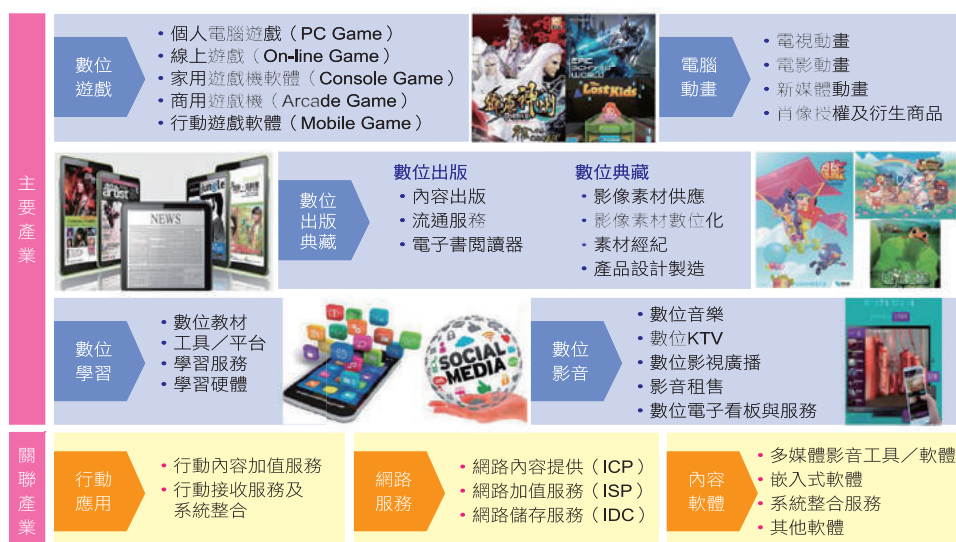 主要產業
數位
遊戲
• 個人電腦遊戲（PC Game）
• 線上遊戲（On-line Game）
• 家用遊戲機軟體（Console Game）
• 商用遊戲機（Arcade Game）
• 行動遊戲軟體（Mobile Game）
EPIC
WORLD
LostKids
電腦
動畫
• 電視動畫
• 電影動畫
• 新媒體動畫
• 肖像授權及衍生商品
artist
jungle
NEWS
數位
出版
典藏
數位出版
• 內容出版
• 流通服務
• 電子書閱讀器
數位典藏
• 影像素材供應
• 影像素材數位化
• 素材經紀
• 產品設計製造
數位
學習
• 數位教材
• 工具／平台
• 學習服務
• 學習硬體
SOCIAL
MEDIA
數位
影音
• 數位音樂
• 數位KTV
• 數位影視廣播
• 影音租售
• 數位電子看板與服務
關聯產業
行動
應用
• 行動內容加值服務
• 行動接收服務及
系統整合
網路
服務
• 網路內容提供（ICP）
• 網路加值服務（ISP）
• 網路儲存服務（IDC）
內容
軟體
• 多媒體影音工具／軟體
• 嵌入式軟體
• 系統整合服務
• 其他軟體